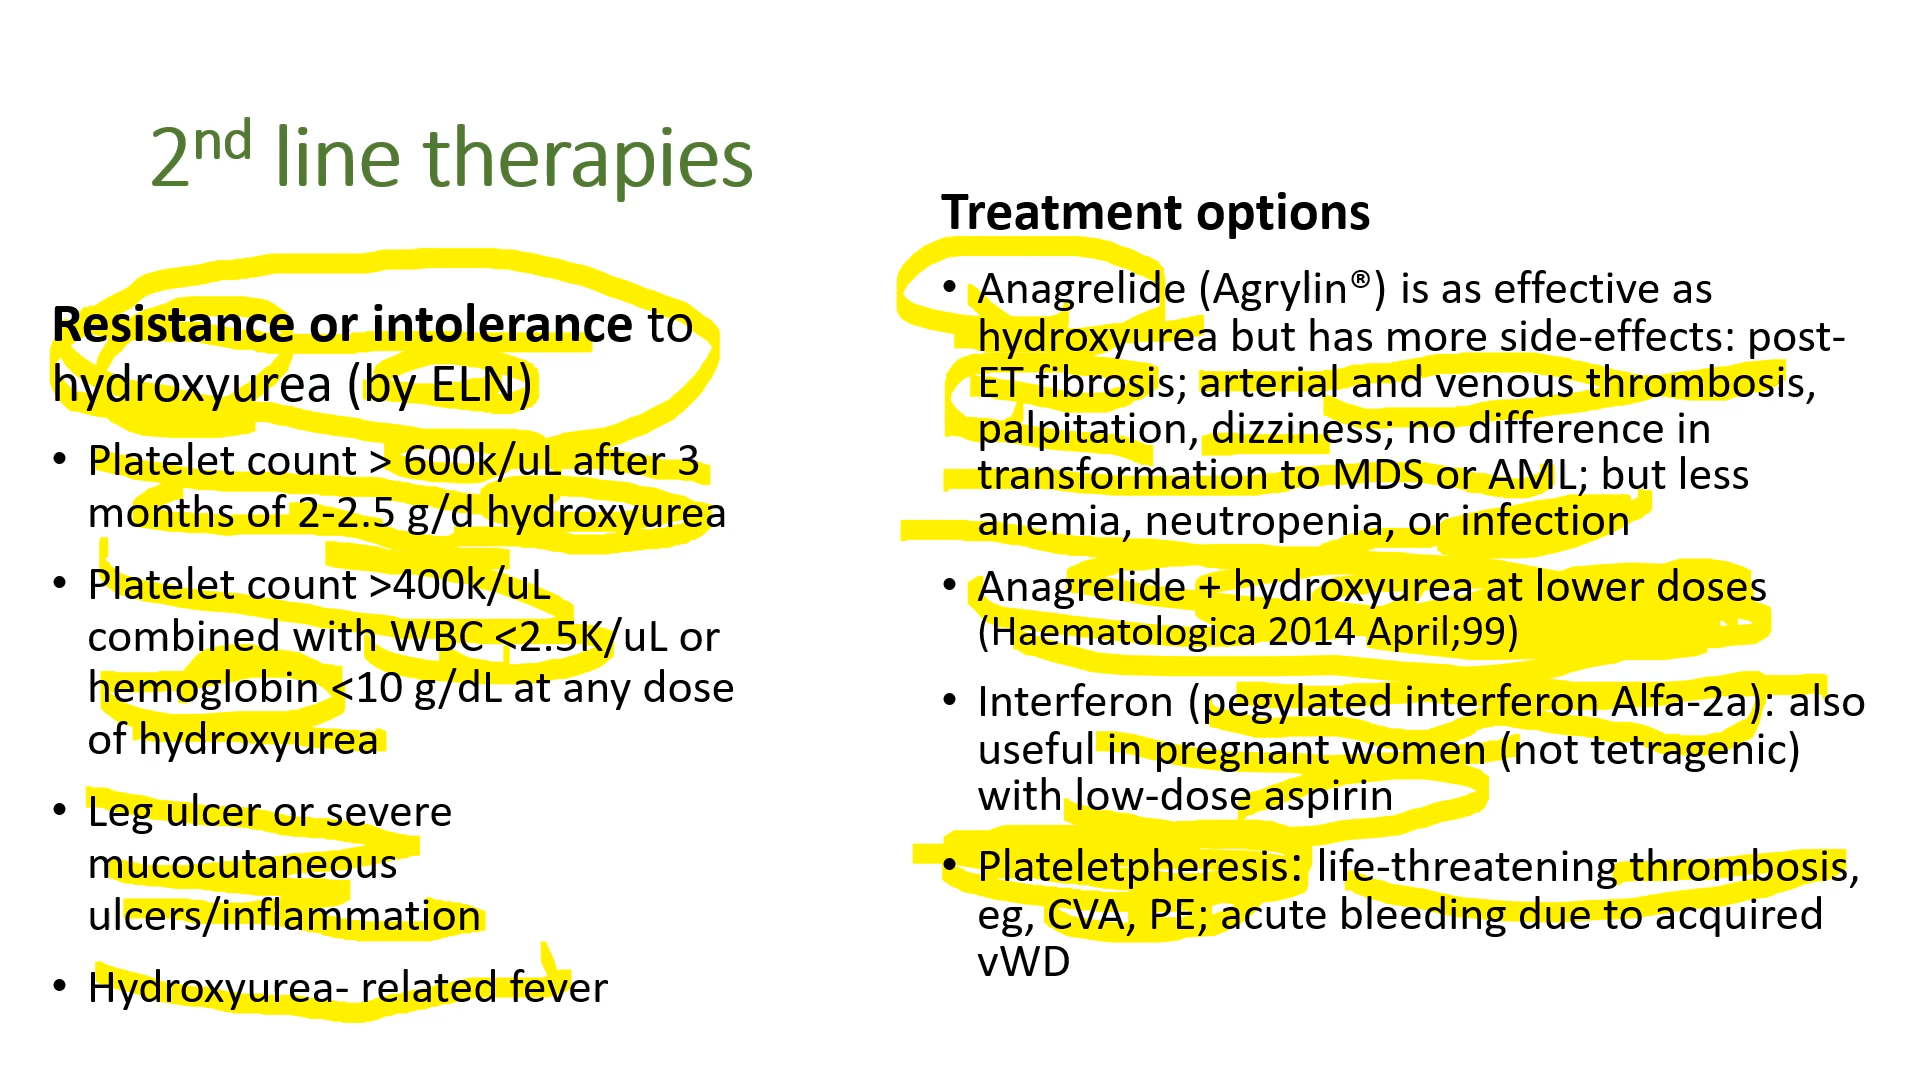 2nd line therapies
Resistance or intolerance to
hydroxyurea (by ELN)
• Platelet count > 600k/uL after 3
months of 2-2.5 g/d hydroxyurea
• Platelet count >400k/uL
combined with WBC <2.5K/uL or
hemoglobin <10 g/dL at any dose
of hydroxyurea
• Leg ulcer or severe
mucocutaneous
ulcers/inflammation
• Hydroxyurea- related fever
Treatment options
• Anagrelide (Agrylin®) is as effective as
hydroxyurea but has more side-effects: post-
ET fibrosis; arterial and venous thrombosis,
palpitation, dizziness; no difference in
transformation to MDS or AML; but less
anemia, neutropenia, or infection
• Anagrelide + hydroxyurea at lower doses
(Haematologica 2014 April;99)
• Interferon (pegylated interferon Alfa-2a): also
useful in pregnant women (not tetragenic)
with low-dose aspirin
• Plateletpheresis: life-threatening thrombosis,
eg, CVA, PE; acute bleeding due to acquired
vWD